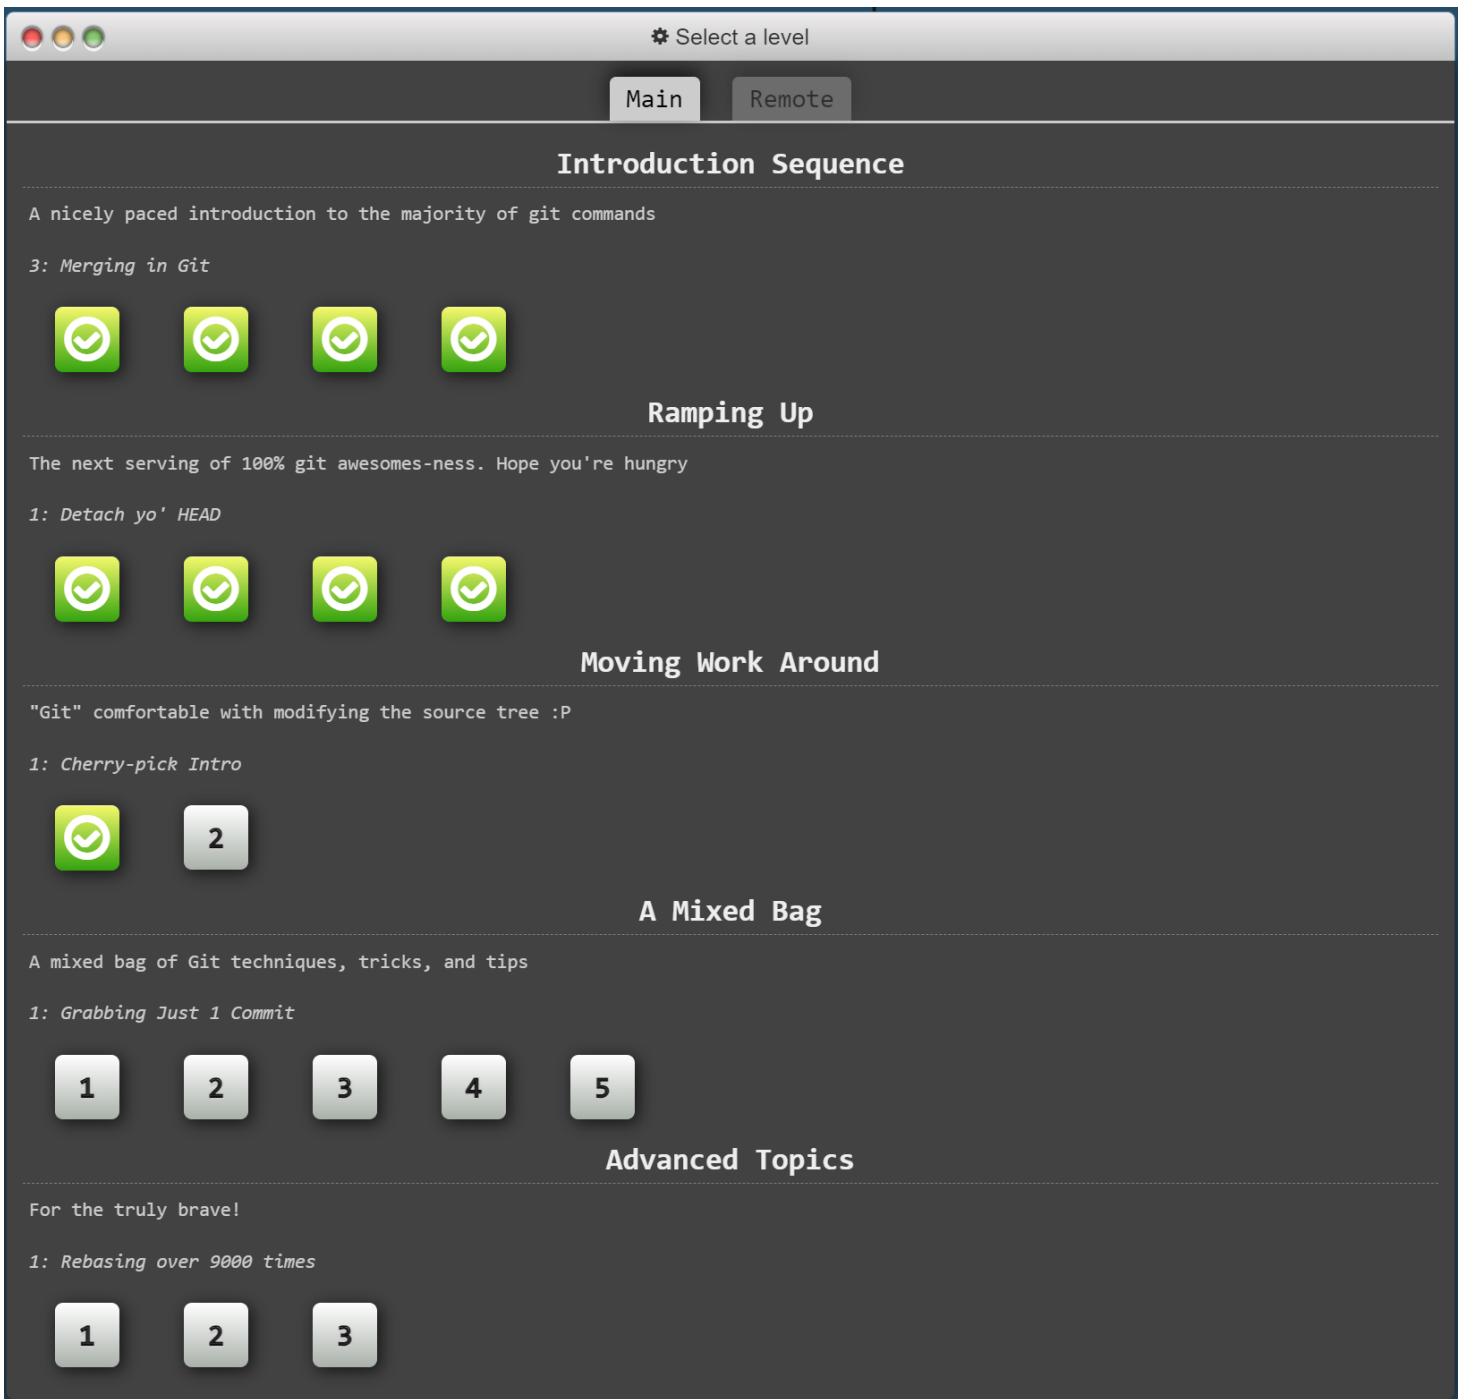 Select a level
Main Remote
Introduction Sequence
A nicely paced introduction to the majority of git commands
3: Merging in Git
Ramping Up
The next serving of 100% git awesomes-ness. Hope you're hungry
1: Detach yo' HEAD
Moving Work Around
"Git" comfortable with modifying the source tree :P
1: Cherry-pick Intro
2
A Mixed Bag
A mixed bag of Git techniques, tricks, and tips
1: Grabbing Just 1 Commit
1 2 3 4 5
Advanced Topics
For the truly brave!
1: Rebasing over 9000 times
1 2 3